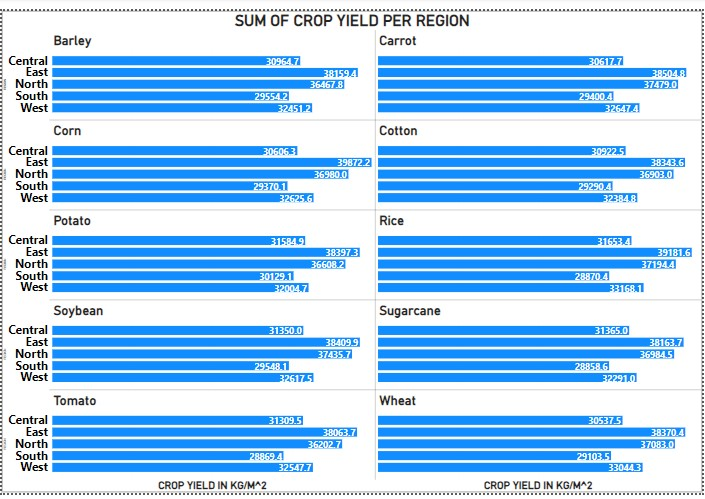 SUM OF CROP YIELD PER REGION
Barley
Central 30964.7
East 38159.4
North 36467.8
South 29554.2
West 32451.2
Carrot
30617.7
38504.8
37479.0
29400.4
32647.4
Corn
Central 30606.3
East 39872.2
North 36980.0
South 29370.1
West 32625.6
Cotton
30922.5
38343.6
36903.0
29290.4
32384.8
Potato
Central 31584.9
East 38397.3
North 36608.2
South 30129.1
West 32004.7
Rice
31653.4
39181.6
37194.4
28870.4
33168.1
Soybean
Central 31350.0
East 38409.9
North 37435.7
South 29548.1
West 32617.5
Sugarcane
31365.0
38163.7
36984.5
28858.6
32291.0
Tomato
Central 31309.5
East 38063.7
North 36202.7
South 28869.4
West 32547.7
Wheat
30537.5
38370.4
37083.0
29103.5
33044.3
CROP YIELD IN KG/M^2
CROP YIELD IN KG/M^2